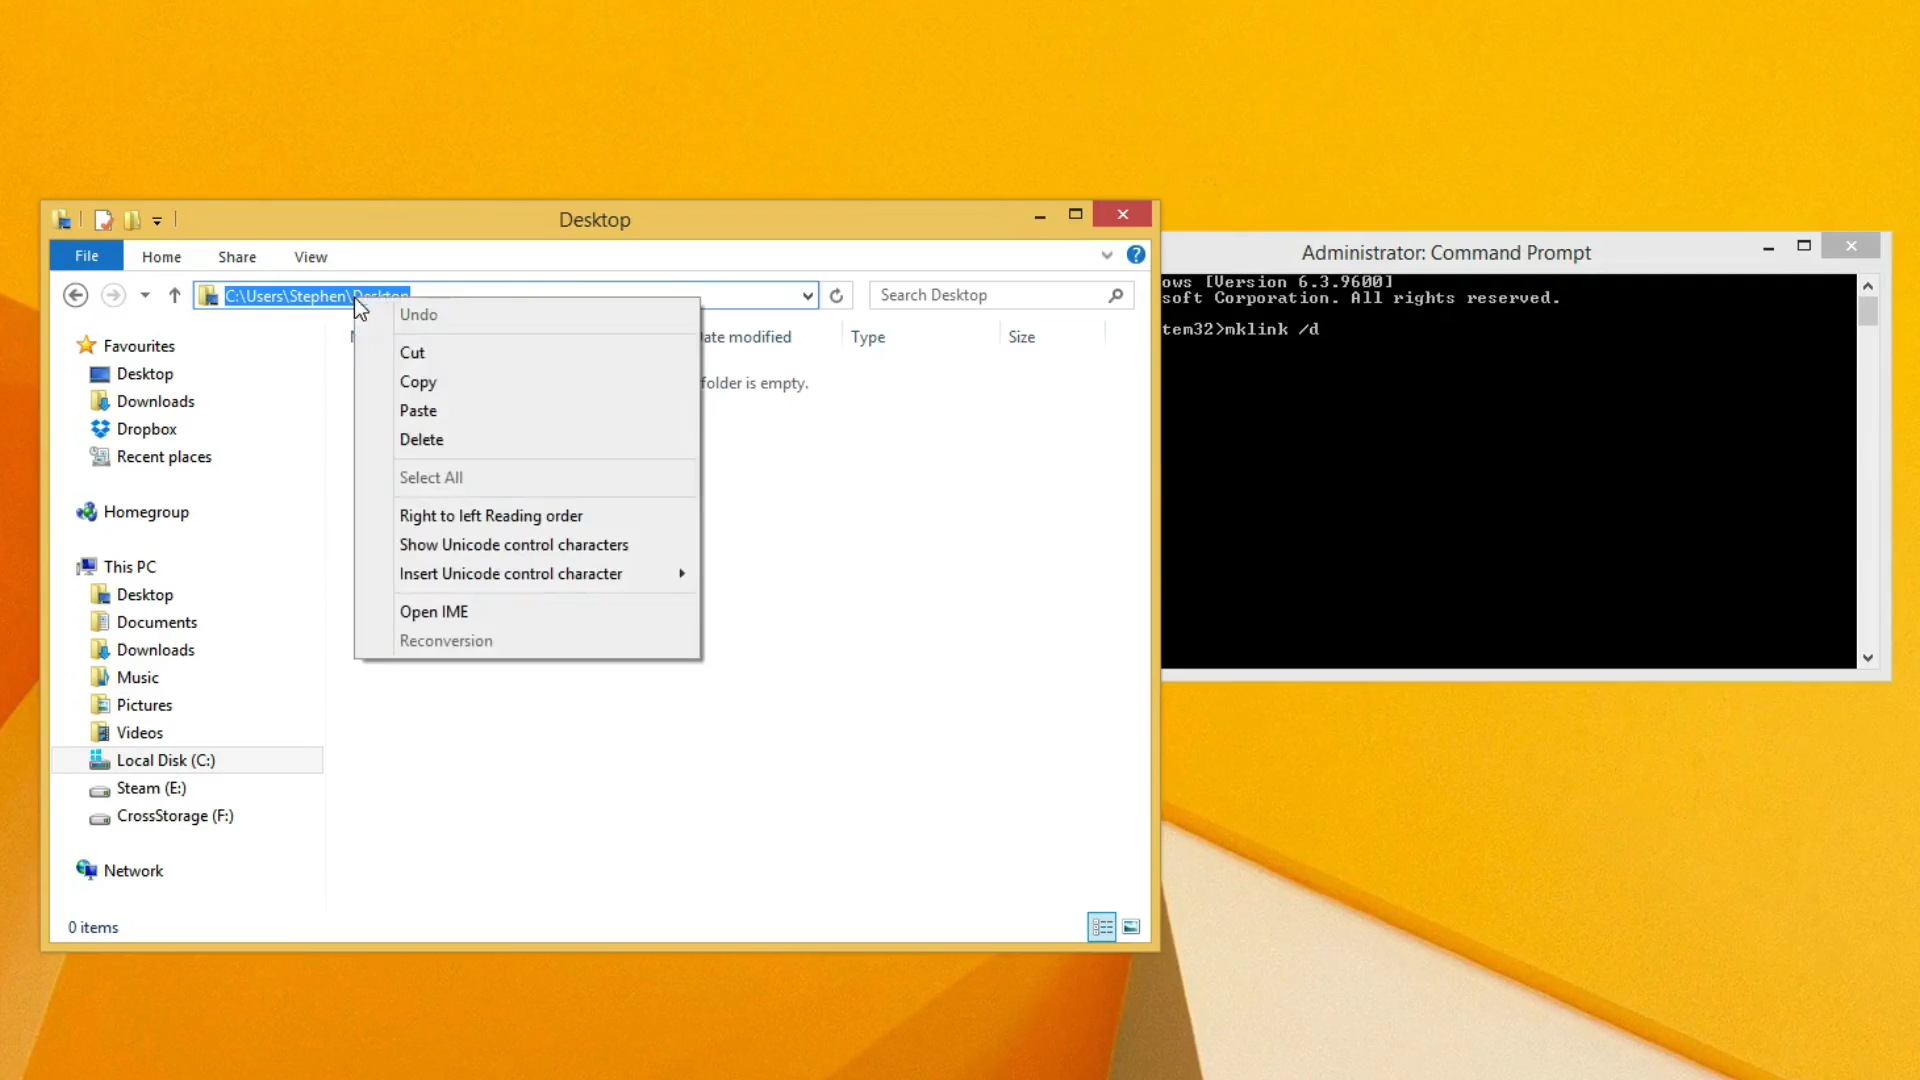 Desktop
File Home Share View
C:\Users\Stephen\Desktop
Search Desktop
Date modified Type Size
folder is empty.
Undo
Cut
Copy
Paste
Delete
Select All
Right to left Reading order
Show Unicode control characters
Insert Unicode control character
Open IME
Reconversion
Favourites
Desktop
Downloads
Dropbox
Recent places
Homegroup
This PC
Desktop
Documents
Downloads
Music
Pictures
Videos
Local Disk (C:)
Steam (E:)
CrossStorage (F:)
Network
0 items
Administrator: Command Prompt
ows [Version 6.3.9600]
soft Corporation. All rights reserved.
tem32>mklink /d